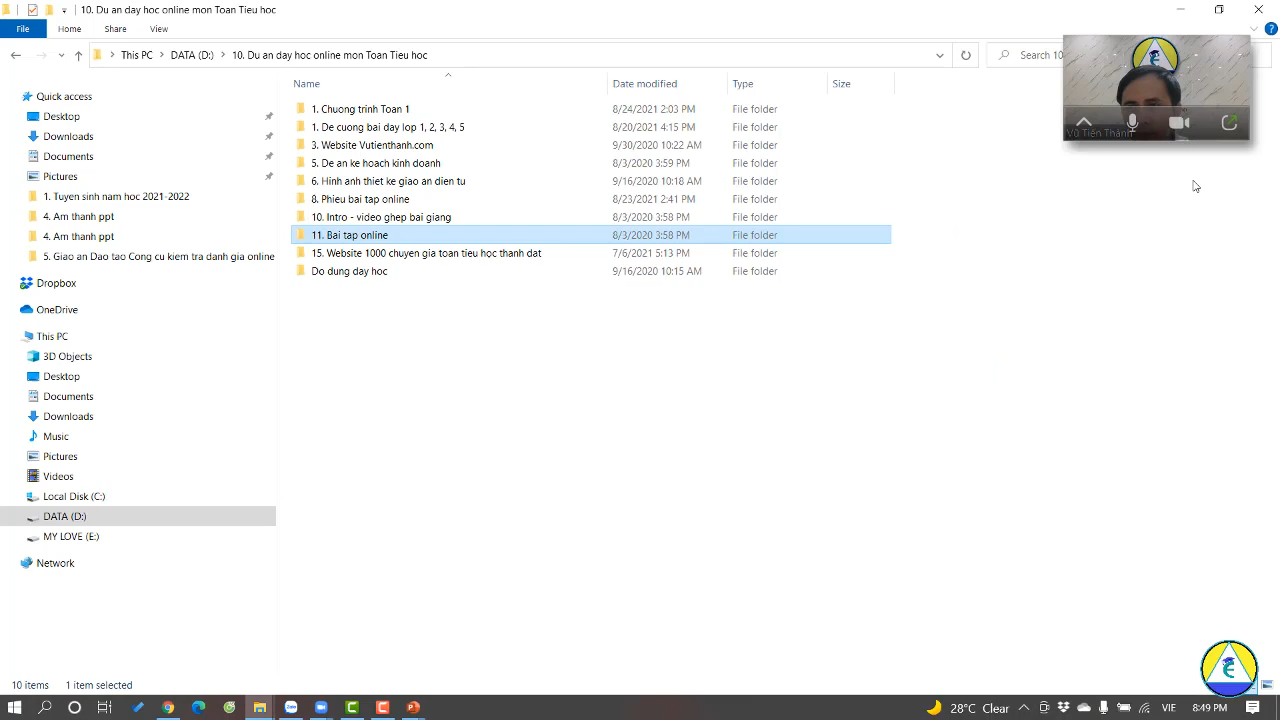 10. Du an day hoc online mon Toan Tieu hoc
File Home Share View
This PC DATA (D:) 10. Du an day hoc online mon Toan Tieu hoc Search 10
Vũ Tiến Thành
Name Date modified Type Size
1. Chuong trinh Toan 1 8/24/2021 2:03 PM File folder
1. De cuong bai day lop 1, 2, 3, 4, 5 8/20/2021 4:15 PM File folder
3. Website Vutienthanh.com 9/30/2020 10:22 AM File folder
5. De an ke hoach kinh doanh 8/3/2020 3:59 PM File folder
6. Hinh anh thiet ke giao an dien tu 9/16/2020 10:18 AM File folder
8. Phieu bai tap online 8/23/2021 2:41 PM File folder
10. Intro - video ghep bai giang 8/3/2020 3:58 PM File folder
11. Bai tap online 8/3/2020 3:58 PM File folder
15. Website 1000 chuyen gia toan tieu học thanh dat 7/6/2021 5:13 PM File folder
Do dung day hoc 9/16/2020 10:15 AM File folder
Quick access
Desktop
Downloads
Documents
Pictures
1. Tuyen sinh nam hoc 2021-2022
4. Am thanh ppt
4. Am thanh ppt
5. Giao an Dao tao Cong cu kiem tra danh gia online
Dropbox
OneDrive
This PC
3D Objects
Desktop
Documents
Downloads
Music
Pictures
Videos
Local Disk (C:)
DATA (D:)
MY LOVE (E:)
Network
10 items 1 item selected
28°C Clear VIE 8:49 PM